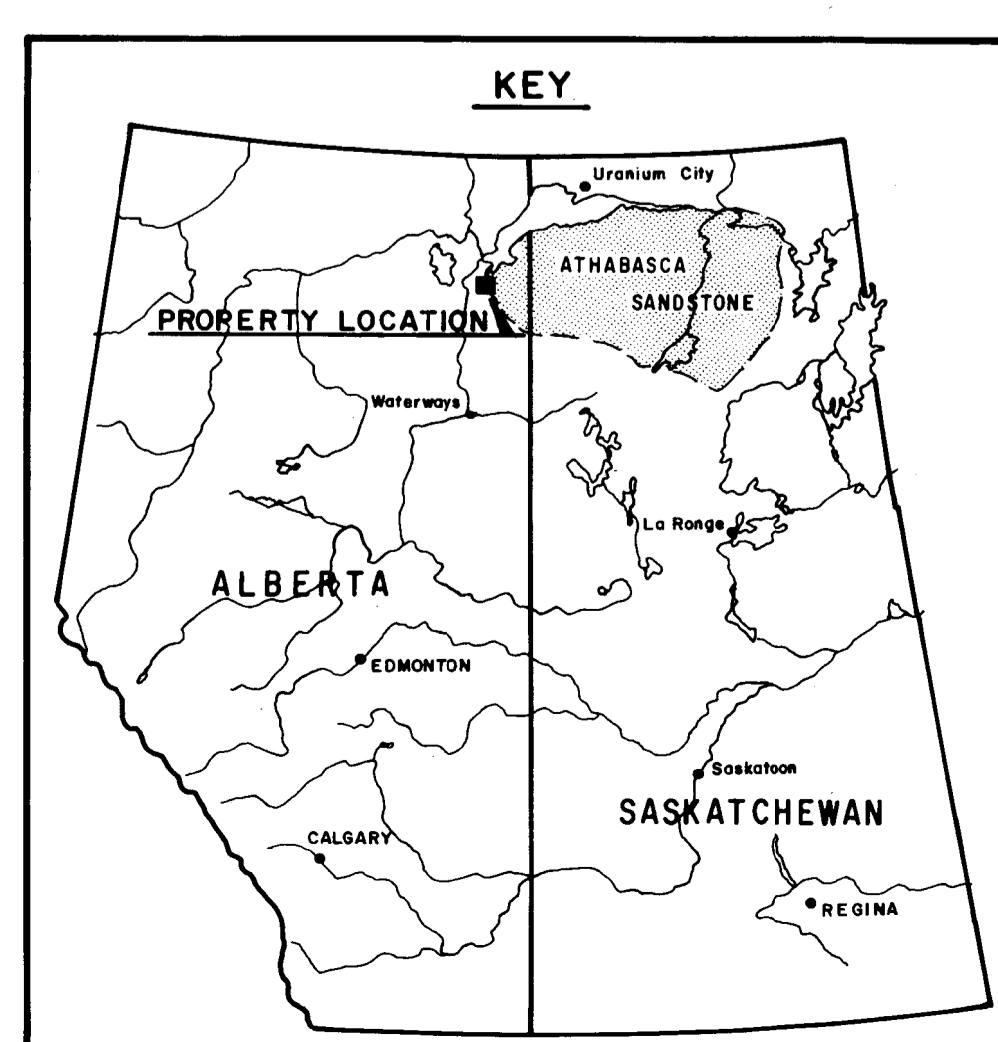 KEY
Uranium City
ATHABASCA
SANDSTONE
PROPERTY LOCATION
Waterways
La Ronge
ALBERTA
EDMONTON
Saskatoon
SASKATCHEWAN
CALGARY
REGINA